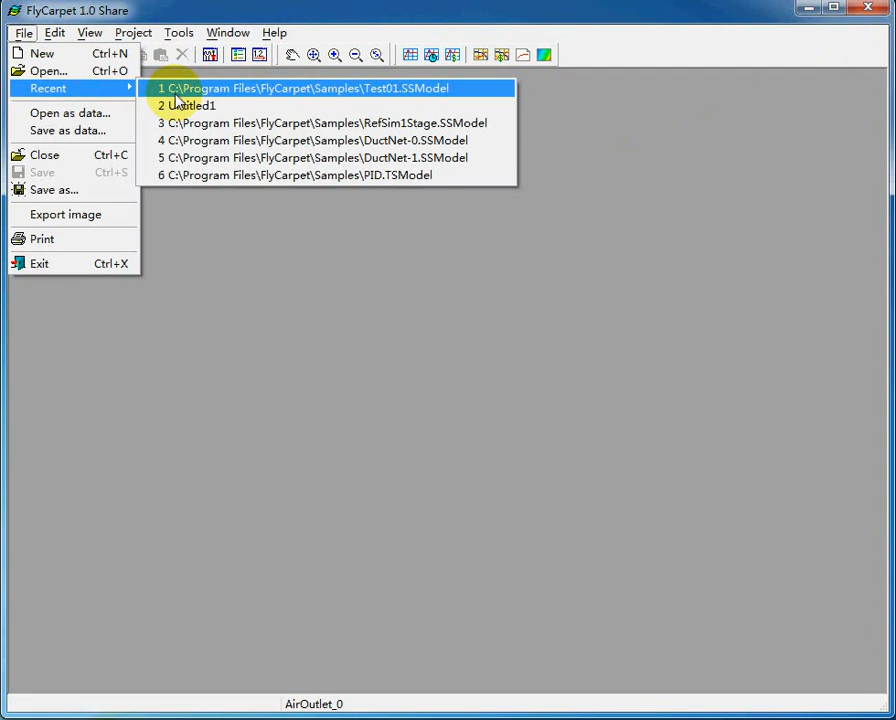 FlyCarpet 1.0 Share
File Edit View Project Tools Window Help
New Ctrl+N
Open... Ctrl+O
Recent
1 C:\Program Files\FlyCarpet\Samples\Test01.SSModel
2 Untitled1
3 C:\Program Files\FlyCarpet\Samples\RefSim1Stage.SSModel
4 C:\Program Files\FlyCarpet\Samples\DuctNet-0.SSModel
5 C:\Program Files\FlyCarpet\Samples\DuctNet-1.SSModel
6 C:\Program Files\FlyCarpet\Samples\PID.TSModel
Open as data...
Save as data...
Close Ctrl+C
Save Ctrl+S
Save as...
Export image
Print
Exit Ctrl+X
AirOutlet_0